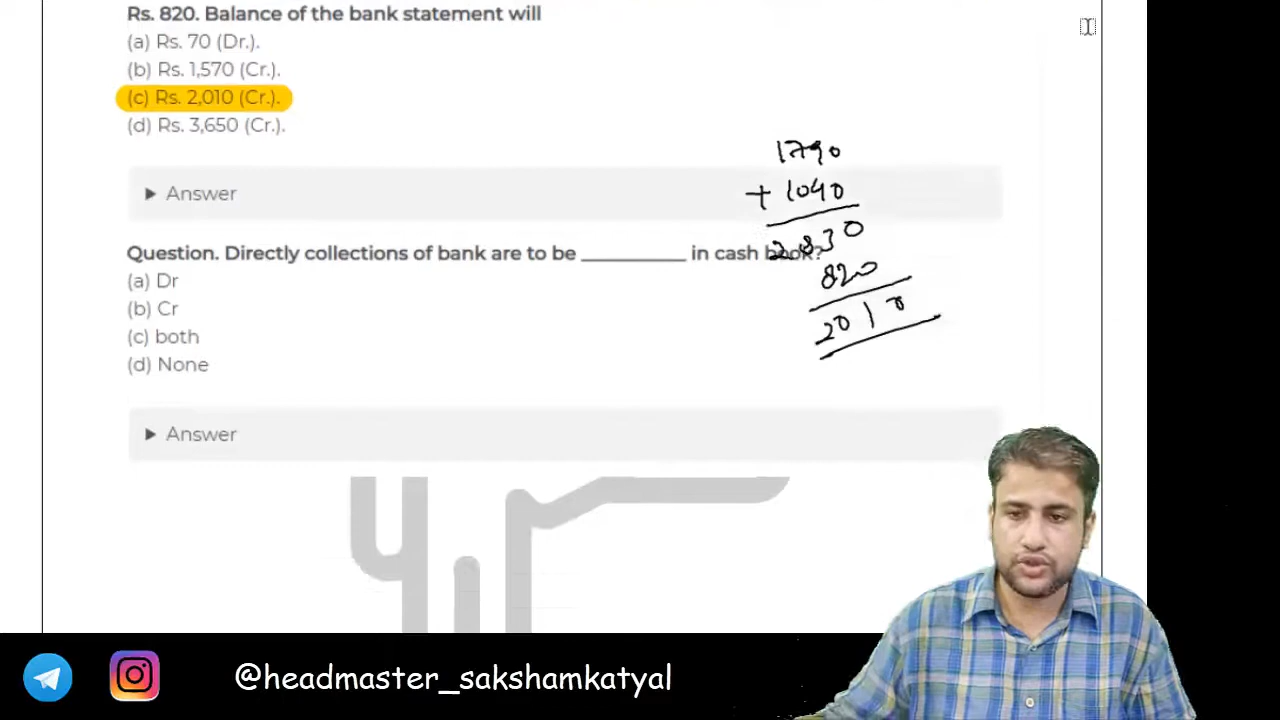 Rs. 820. Balance of the bank statement will
(a) Rs. 70 (Dr.).
(b) Rs. 1,570 (Cr.).
(c) Rs. 2,010 (Cr.).
(d) Rs. 3,650 (Cr.).
1790
+ 1040
▶ Answer
2830
Question. Directly collections of bank are to be __________ in cash book?
820
2010
(a) Dr
(b) Cr
(c) both
(d) None
▶ Answer
@headmaster_sakshamkatyal